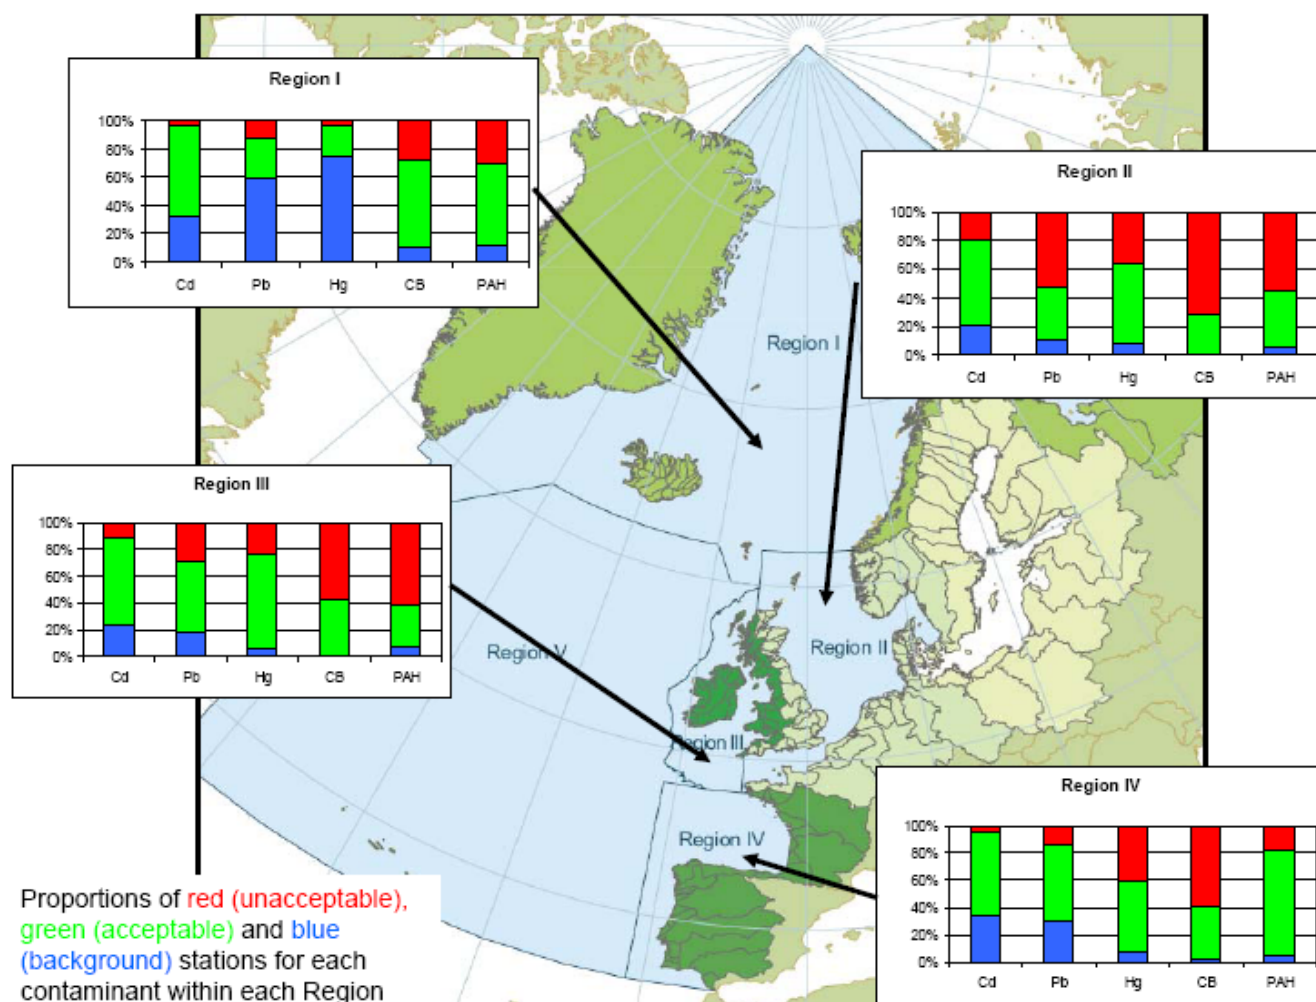 Region I
100%
80%
60%
40%
20%
0%
Cd Pb Hg CB PAH
Region II
100%
80%
60%
40%
20%
0%
Cd Pb Hg CB PAH
Region I
Region III
100%
80%
60%
40%
20%
0%
Cd Pb Hg CB PAH
Region V
Region II
Region III
Region IV
Region IV
100%
80%
60%
40%
20%
0%
Cd Pb Hg CB PAH
Proportions of red (unacceptable),
green (acceptable) and blue
(background) stations for each
contaminant within each Region